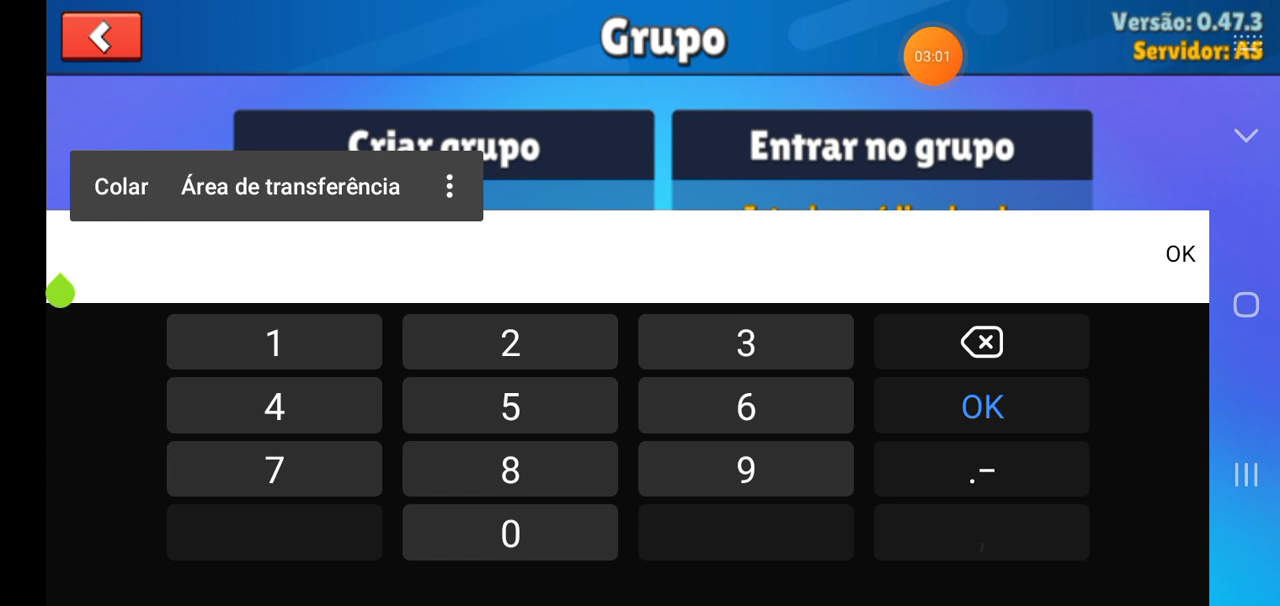 Grupo
03:01
Versão: 0.47.3
Servidor: AS
Criar grupo
Entrar no grupo
Colar Área de transferência
OK
1 2 3
4 5 6 OK
7 8 9 .-
0 ,